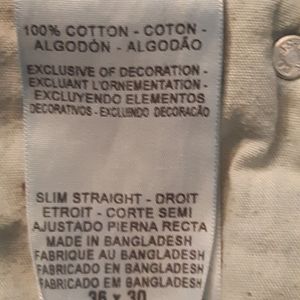 100% COTTON - COTON -
ALGODÓN - ALGODÃO
EXCLUSIVE OF DECORATION -
EXCLUANT L'ORNEMENTATION -
EXCLUYENDO ELEMENTOS
DECORATIVOS - EXCLUINDO DECORAÇÃO
SLIM STRAIGHT - DROIT
ETROIT - CORTE SEMI
AJUSTADO PIERNA RECTA
MADE IN BANGLADESH
FABRIQUE AU BANGLADESH
FABRICADO EN BANGLADESH
FABRICADO EM BANGLADESH
36 x 30